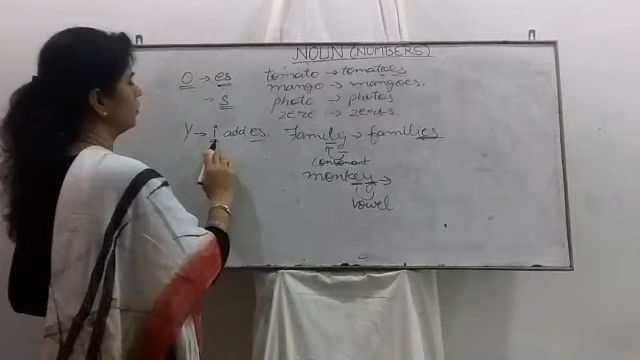 NOUN (NUMBERS)
O → es tomato → tomatoes
mango → mangoes.
→ s photo → photos
zero → zeros.
Y → i add es. Family → families
consonant
monkey →
vowel